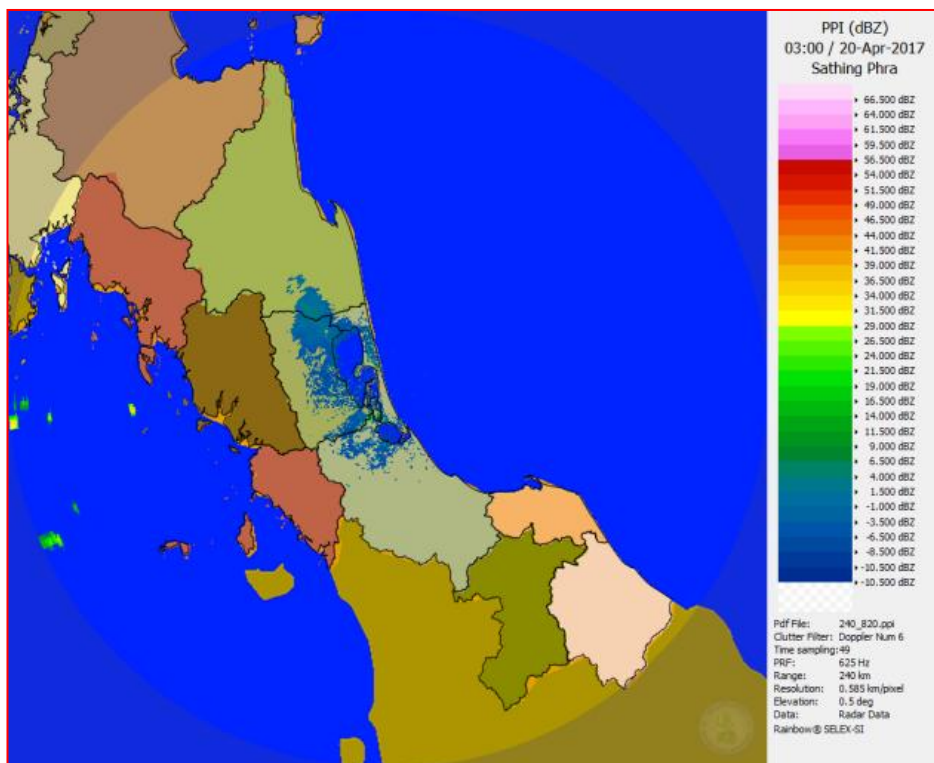 PPI (dBZ)
03:00 / 20-Apr-2017
Sathing Phra
66.500 dBZ
64.000 dBZ
61.500 dBZ
59.500 dBZ
56.500 dBZ
54.000 dBZ
51.500 dBZ
49.000 dBZ
46.500 dBZ
44.000 dBZ
41.500 dBZ
39.000 dBZ
36.500 dBZ
34.000 dBZ
31.500 dBZ
29.000 dBZ
26.500 dBZ
24.000 dBZ
21.500 dBZ
19.000 dBZ
16.500 dBZ
14.000 dBZ
11.500 dBZ
9.000 dBZ
6.500 dBZ
4.000 dBZ
1.500 dBZ
-1.000 dBZ
-3.500 dBZ
-6.500 dBZ
-8.500 dBZ
-10.500 dBZ
-10.500 dBZ
Pdf File: 240_820.ppi
Clutter Filter: Doppler Num 6
Time sampling:49
PRF: 625 Hz
Range: 240 km
Resolution: 0.585 km/pixel
Elevation: 0.5 deg
Data: Radar Data
Rainbow® SELEX-SI